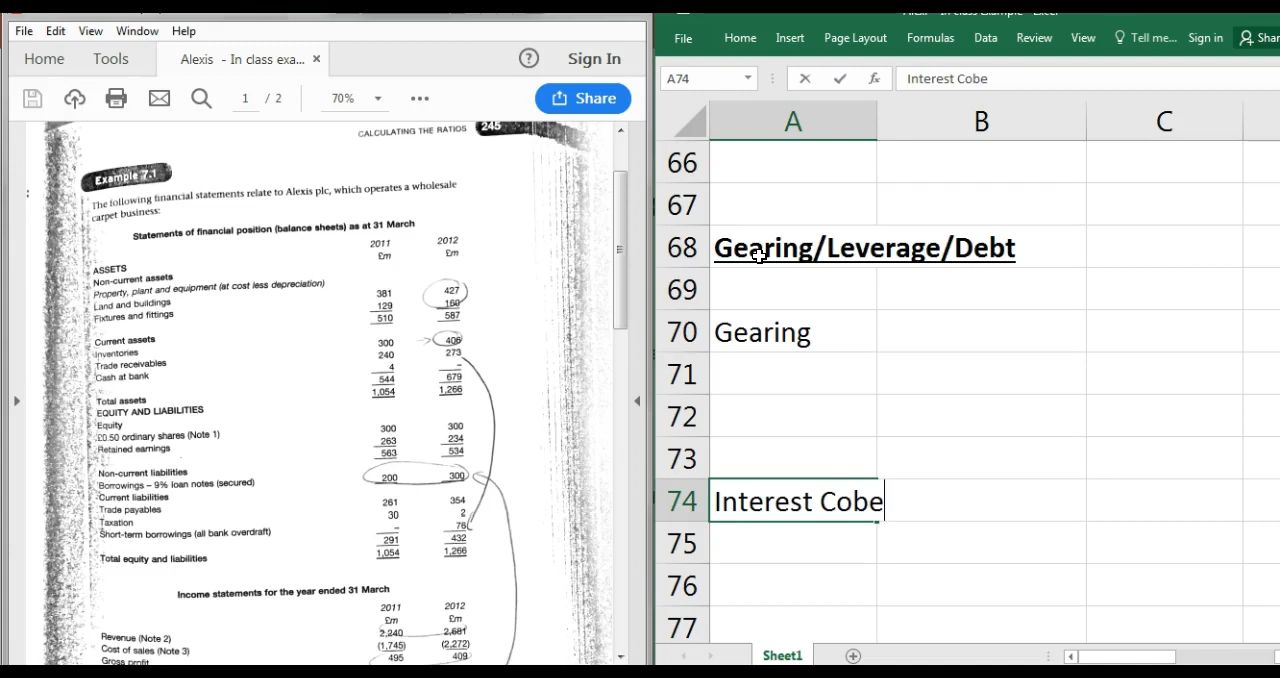 File Edit View Window Help
Home Tools Alexis - In class exa... × ? Sign In
1 / 2 70% ••• Share
CALCULATING THE RATIOS 245
Example 7.1
The following financial statements relate to Alexis plc, which operates a wholesale
carpet business:
Statements of financial position (balance sheets) as at 31 March
2011 2012
£m £m
ASSETS
Non-current assets
Property, plant and equipment (at cost less depreciation)
Land and buildings 381 427
Fixtures and fittings 129 160
510 587
Current assets
Inventories 300 406
Trade receivables 240 273
Cash at bank 4 –
544 679
Total assets 1,054 1,266
EQUITY AND LIABILITIES
Equity
£0.50 ordinary shares (Note 1) 300 300
Retained earnings 263 234
563 534
Non-current liabilities
Borrowings – 9% loan notes (secured) 200 300
Current liabilities
Trade payables 261 354
Taxation 30 2
Short-term borrowings (all bank overdraft) – 76
291 432
Total equity and liabilities 1,054 1,266
Income statements for the year ended 31 March
2011 2012
£m £m
Revenue (Note 2) 2,240 2,681
Cost of sales (Note 3) (1,745) (2,272)
Gross profit 495 409
File Home Insert Page Layout Formulas Data Review View Tell me... Sign in Shar
A74 fx Interest Cobe
A B C
66
67
68 Gearing/Leverage/Debt
69
70 Gearing
71
72
73
74 Interest Cobe
75
76
77
Sheet1